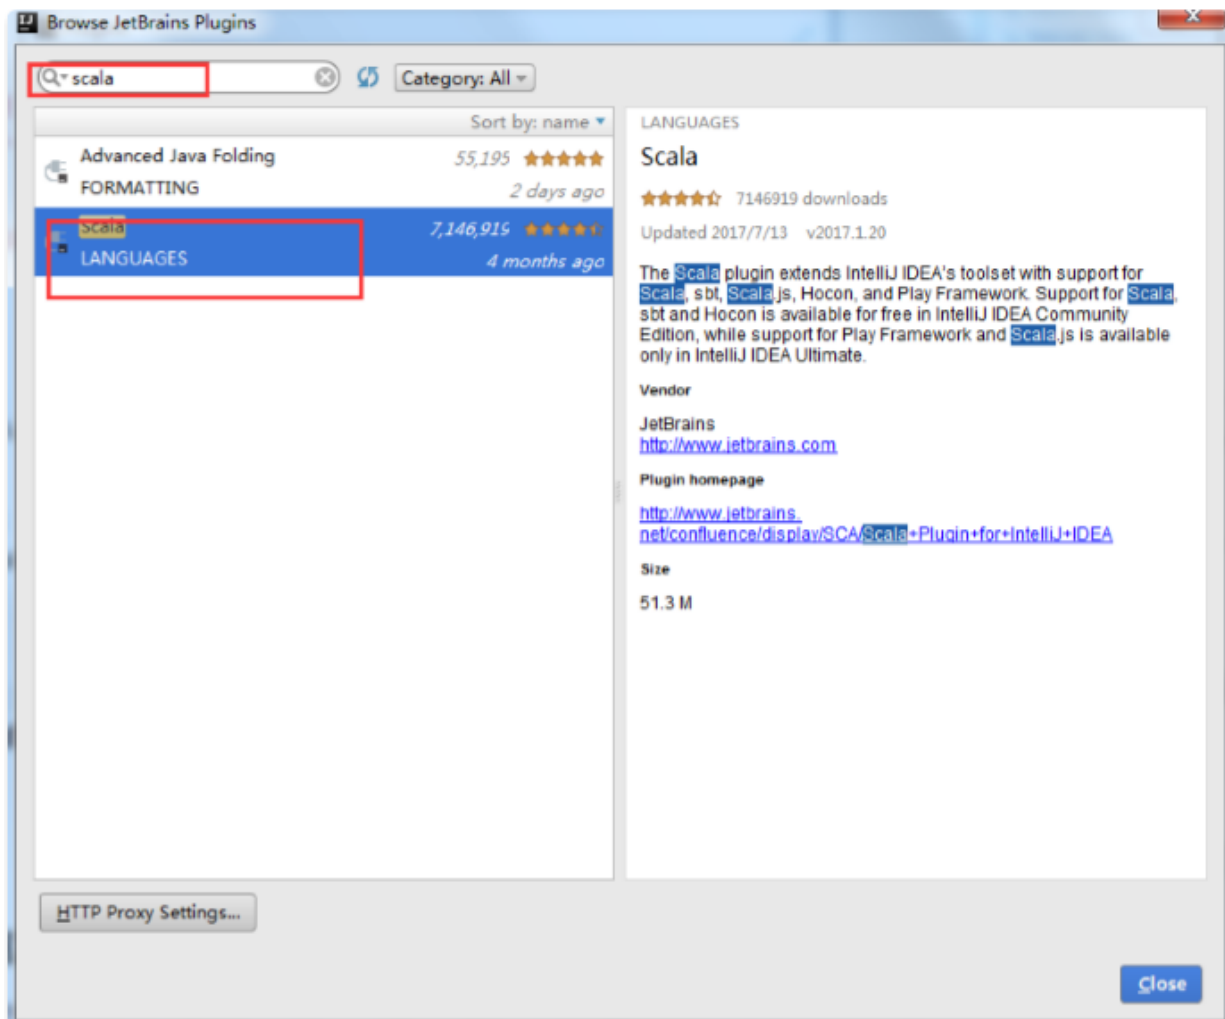 Browse JetBrains Plugins
scala
Category: All
Sort by: name
Advanced Java Folding
55,195
FORMATTING
2 days ago
Scala
7,146,919
LANGUAGES
4 months ago
LANGUAGES
Scala
7146919 downloads
Updated 2017/7/13 v2017.1.20
The Scala plugin extends IntelliJ IDEA's toolset with support for
Scala, sbt, Scala.js, Hocon, and Play Framework. Support for Scala,
sbt and Hocon is available for free in IntelliJ IDEA Community
Edition, while support for Play Framework and Scala.js is available
only in IntelliJ IDEA Ultimate.
Vendor
JetBrains
http://www.jetbrains.com
Plugin homepage
http://www.jetbrains.
net/confluence/display/SCA/Scala+Plugin+for+IntelliJ+IDEA
Size
51.3 M
HTTP Proxy Settings...
Close